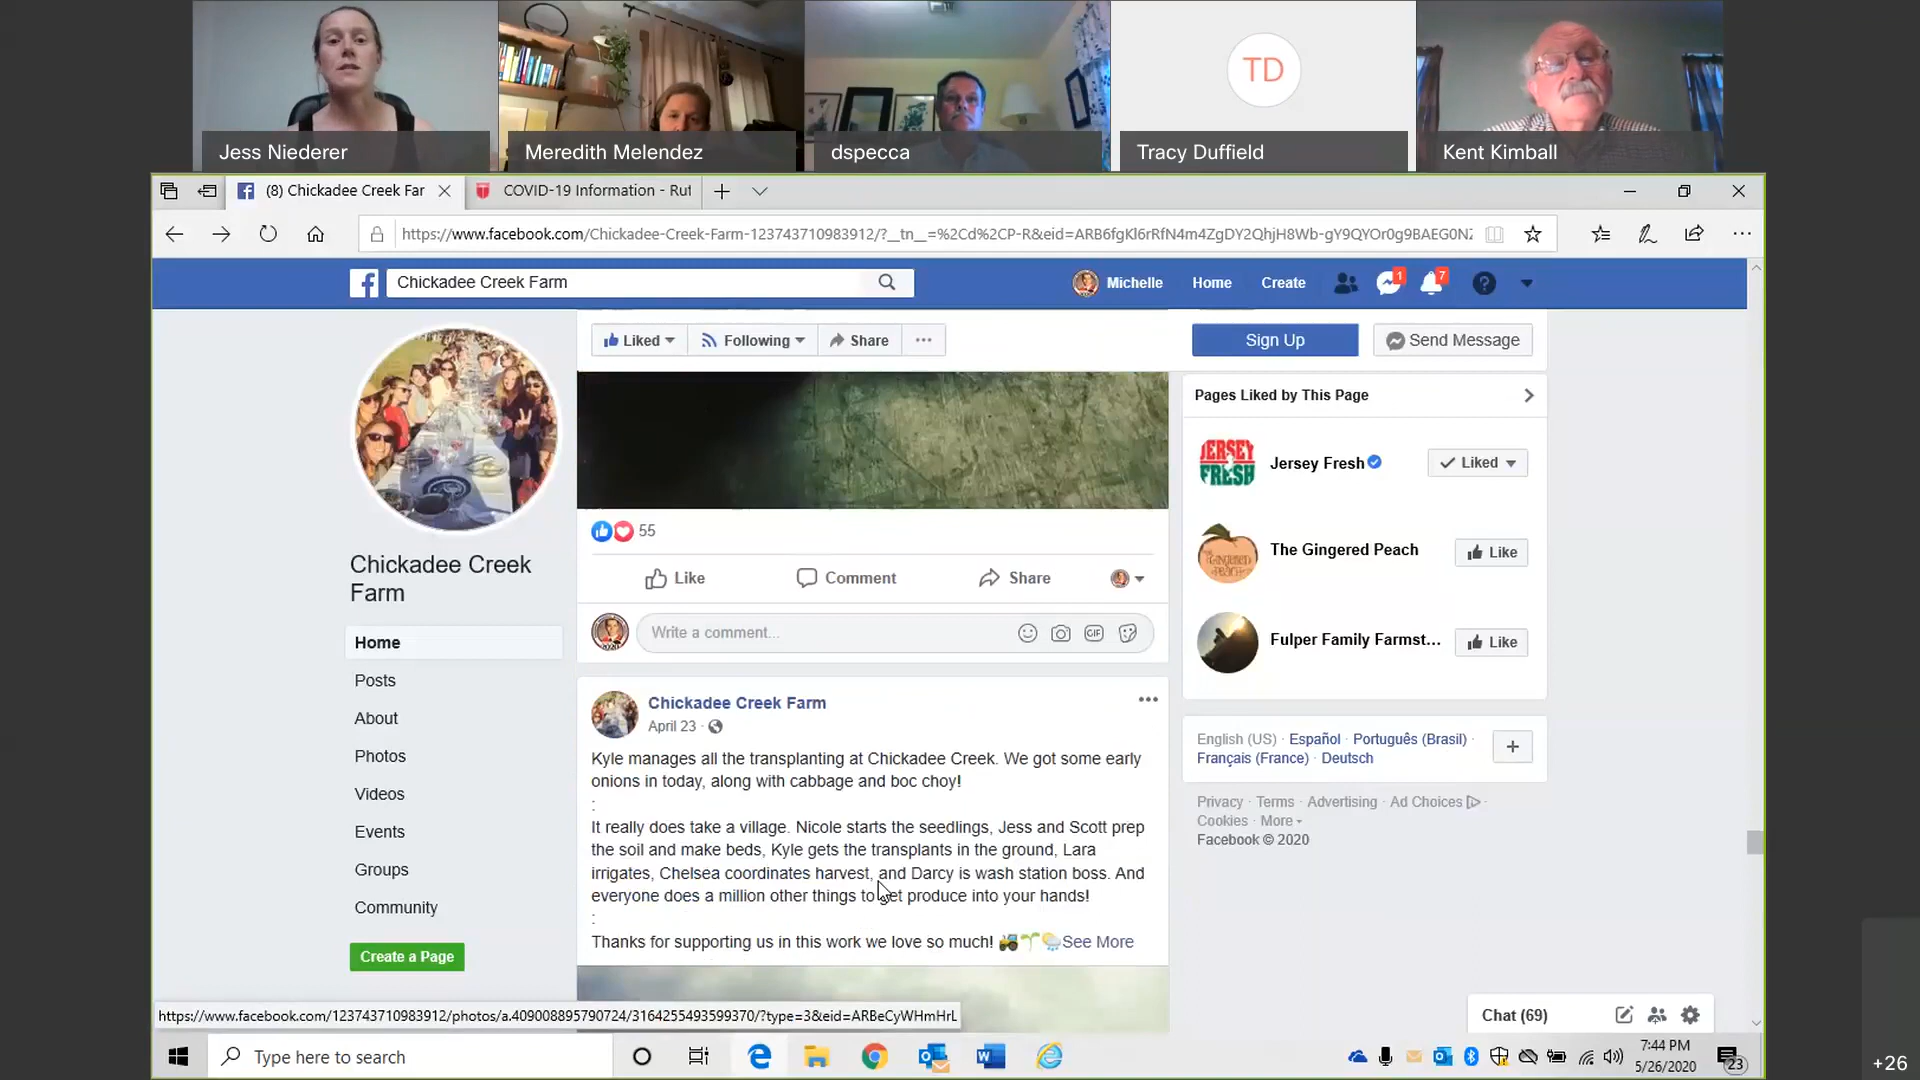 TD
Jess Niederer
Meredith Melendez
dspecca
Tracy Duffield
Kent Kimball
(8) Chickadee Creek Far
COVID-19 Information - Rut
https://www.facebook.com/Chickadee-Creek-Farm-123743710983912/?__tn__=%2Cd%2CP-R&eid=ARB6fgKl6rRfN4m4ZgDY2QhjH8Wb-gY9QYOr0g9BAEG0N2
Chickadee Creek Farm
Michelle
Home
Create
1
7
Liked
Following
Share
Sign Up
Send Message
Pages Liked by This Page
JERSEY FRESH
Jersey Fresh
Liked
The Gingered Peach
Like
Fulper Family Farmst...
Like
55
Like
Comment
Share
Write a comment...
GIF
Chickadee Creek
Farm
Home
Posts
About
Photos
Videos
Events
Groups
Community
Create a Page
Chickadee Creek Farm
April 23 ·
Kyle manages all the transplanting at Chickadee Creek. We got some early
onions in today, along with cabbage and boc choy!
:
It really does take a village. Nicole starts the seedlings, Jess and Scott prep
the soil and make beds, Kyle gets the transplants in the ground, Lara
irrigates, Chelsea coordinates harvest, and Darcy is wash station boss. And
everyone does a million other things to get produce into your hands!
:
Thanks for supporting us in this work we love so much! 🚜🌱🌦See More
English (US) · Español · Português (Brasil) ·
Français (France) · Deutsch
Privacy · Terms · Advertising · Ad Choices ·
Cookies · More
Facebook © 2020
Chat (69)
https://www.facebook.com/123743710983912/photos/a.409008895790724/3164255493599370/?type=3&eid=ARBeCyWHmHrL
Type here to search
7:44 PM
5/26/2020
23
+26